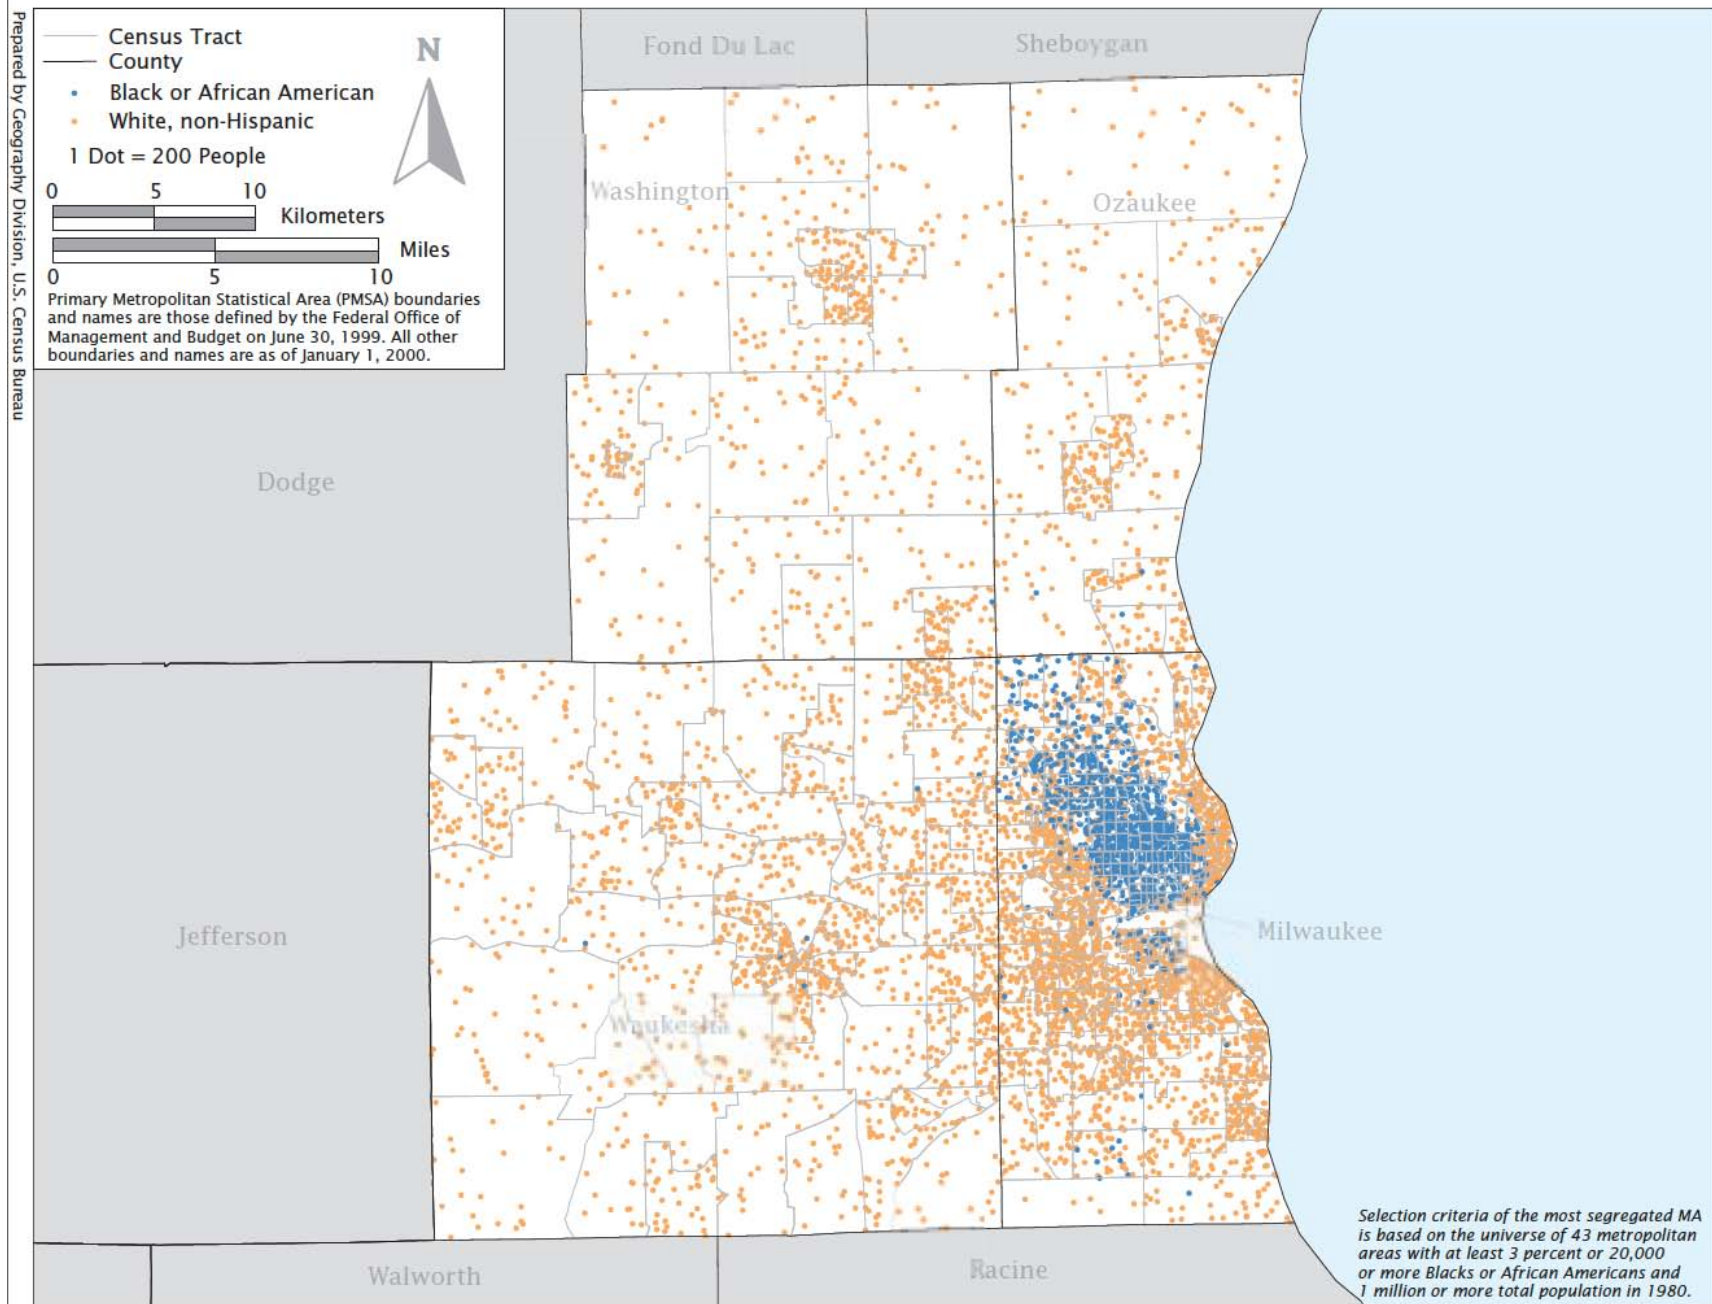 Prepared by Geography Division, U.S. Census Bureau
Census Tract
County
Black or African American
White, non-Hispanic
1 Dot = 200 People
0 5 10
Kilometers
Miles
0 5 10
Primary Metropolitan Statistical Area (PMSA) boundaries
and names are those defined by the Federal Office of
Management and Budget on June 30, 1999. All other
boundaries and names are as of January 1, 2000.
N
Fond Du Lac
Sheboygan
Washington
Ozaukee
Dodge
Jefferson
Milwaukee
Waukesha
Walworth
Racine
Selection criteria of the most segregated MA
is based on the universe of 43 metropolitan
areas with at least 3 percent or 20,000
or more Blacks or African Americans and
1 million or more total population in 1980.